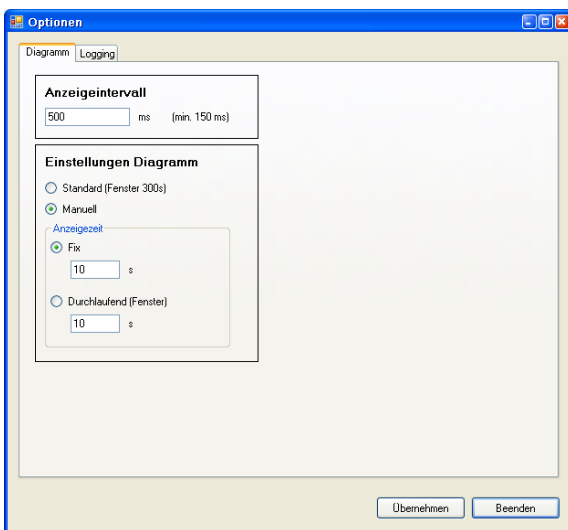 Optionen
Diagramm Logging
Anzeigeintervall
500 ms (min. 150 ms)
Einstellungen Diagramm
Standard (Fenster 300s)
Manuell
Anzeigezeit
Fix
10 s
Durchlaufend (Fenster)
10 s
Übernehmen Beenden